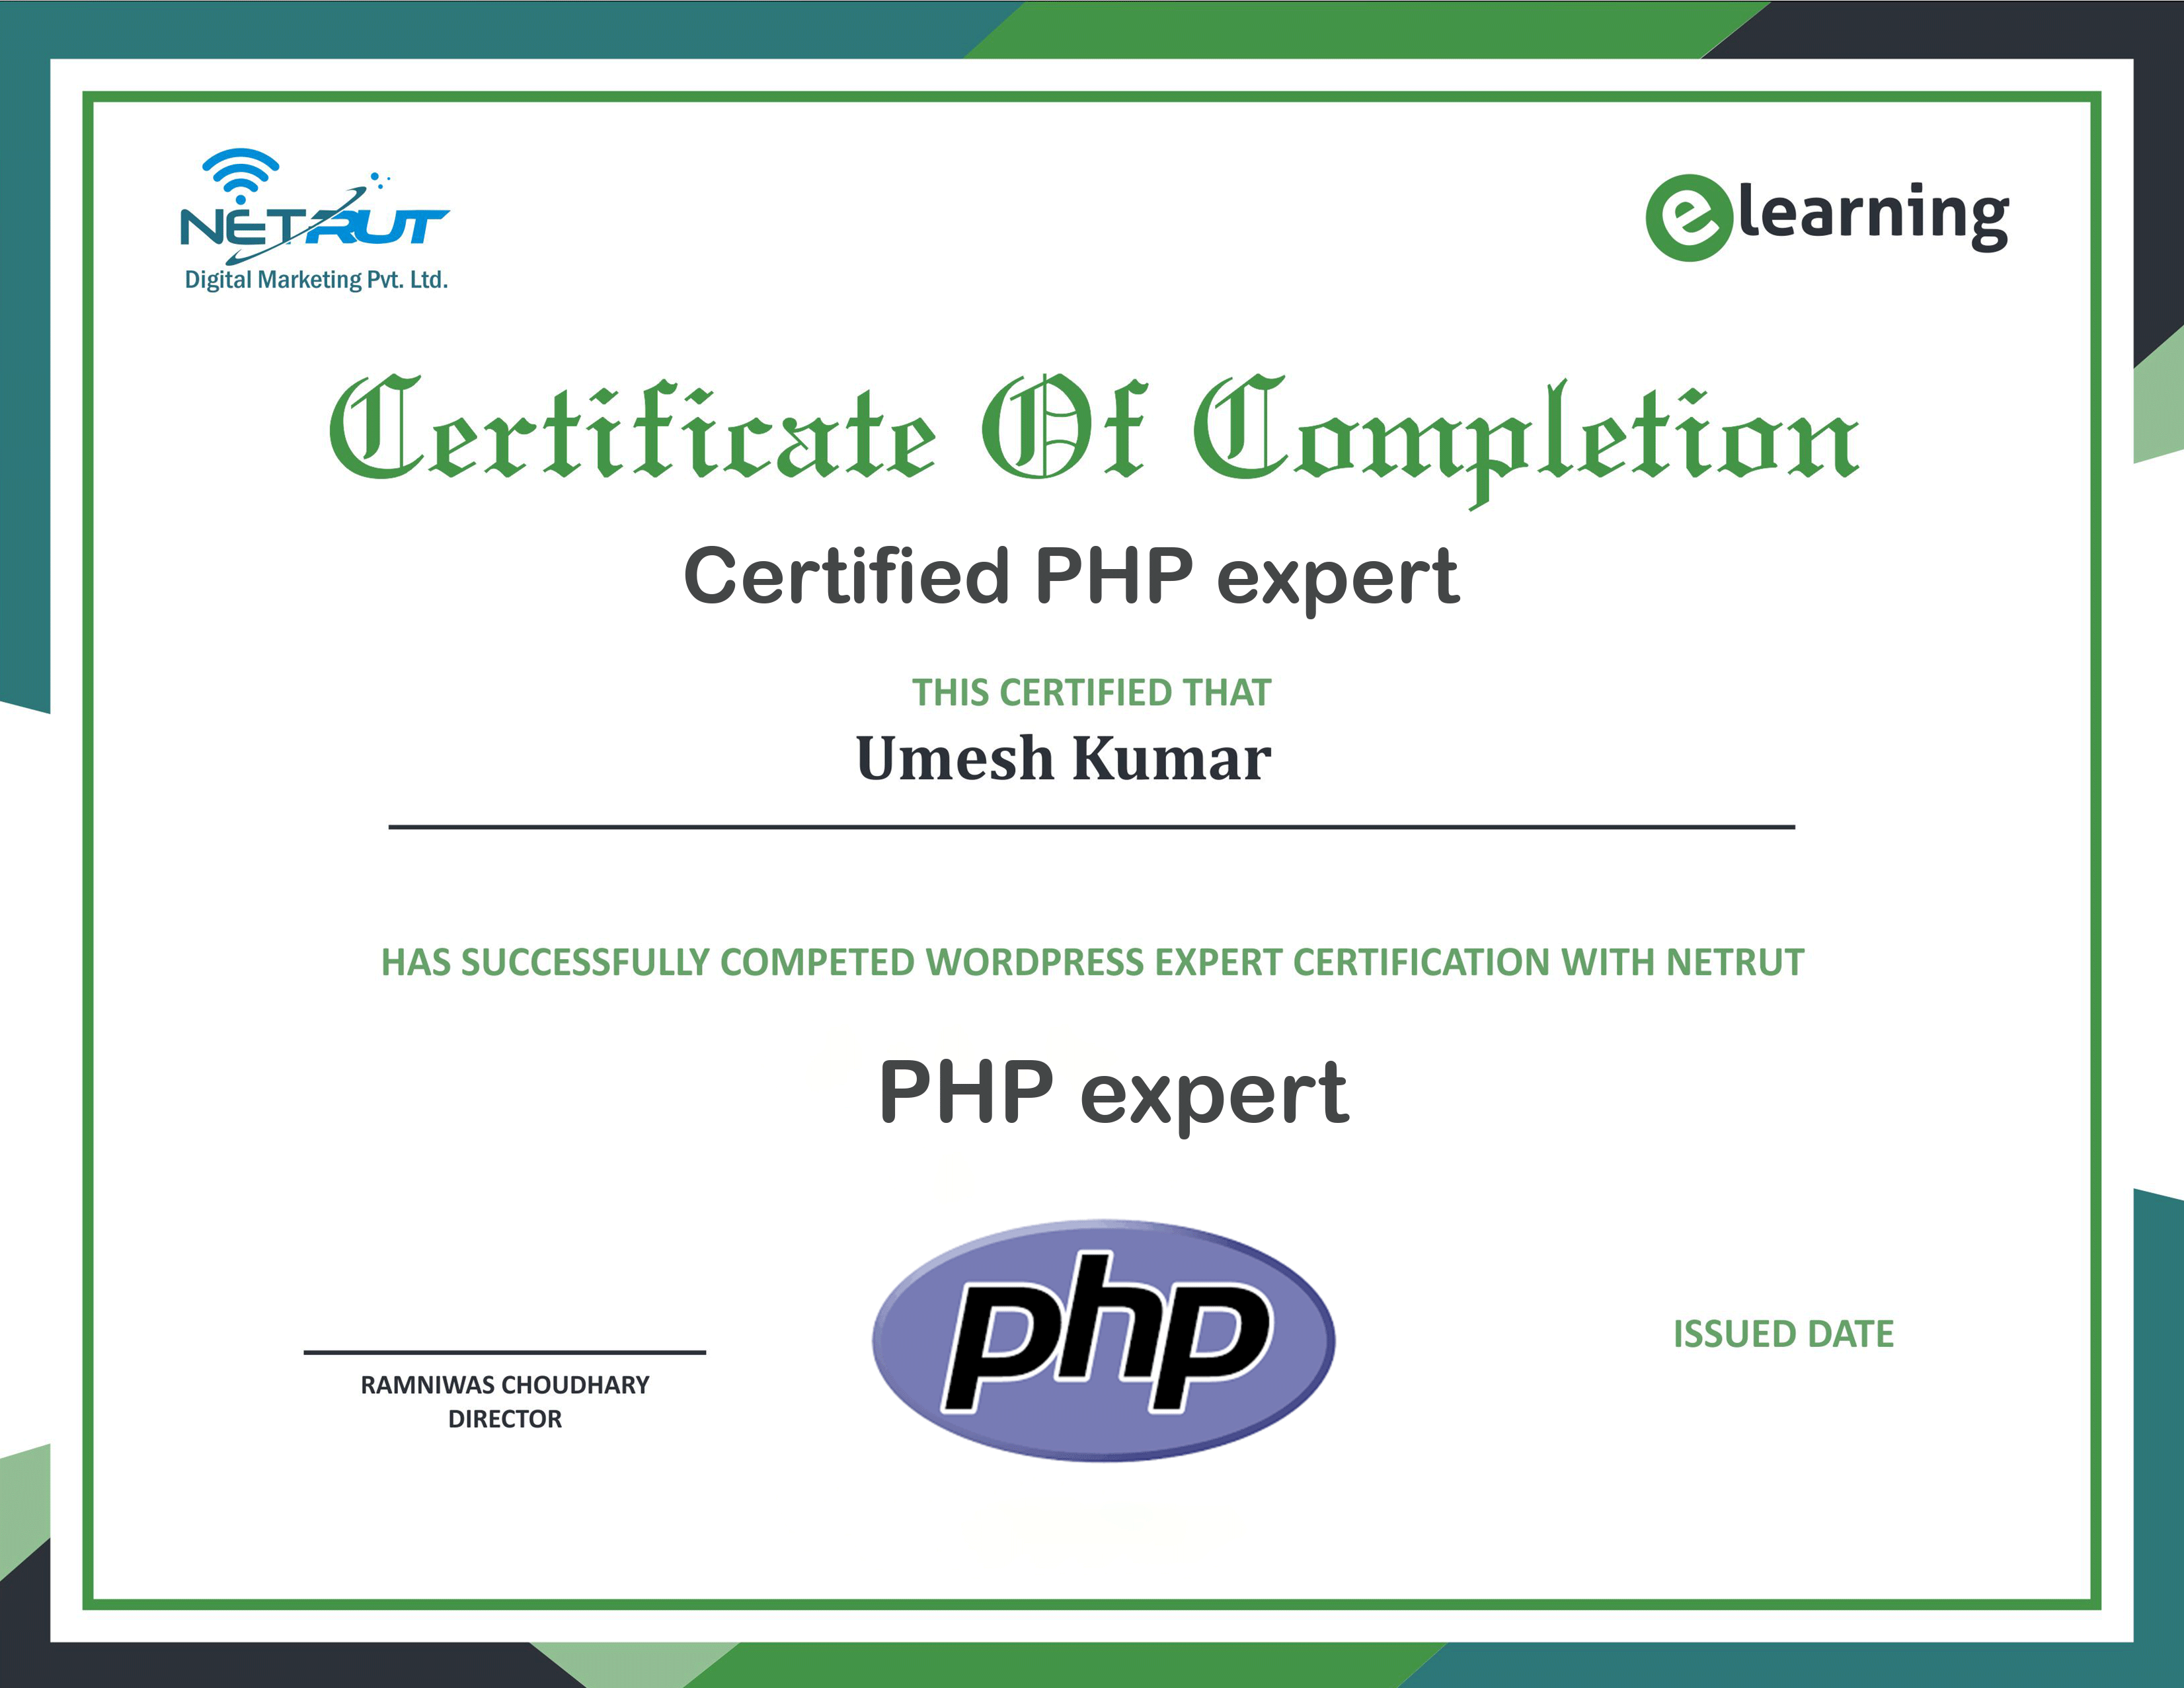 NETRUT
Digital Marketing Pvt. Ltd.
elearning
Certificate Of Completion
Certified PHP expert
THIS CERTIFIED THAT
Umesh Kumar
HAS SUCCESSFULLY COMPETED WORDPRESS EXPERT CERTIFICATION WITH NETRUT
PHP expert
php
ISSUED DATE
RAMNIWAS CHOUDHARY
DIRECTOR